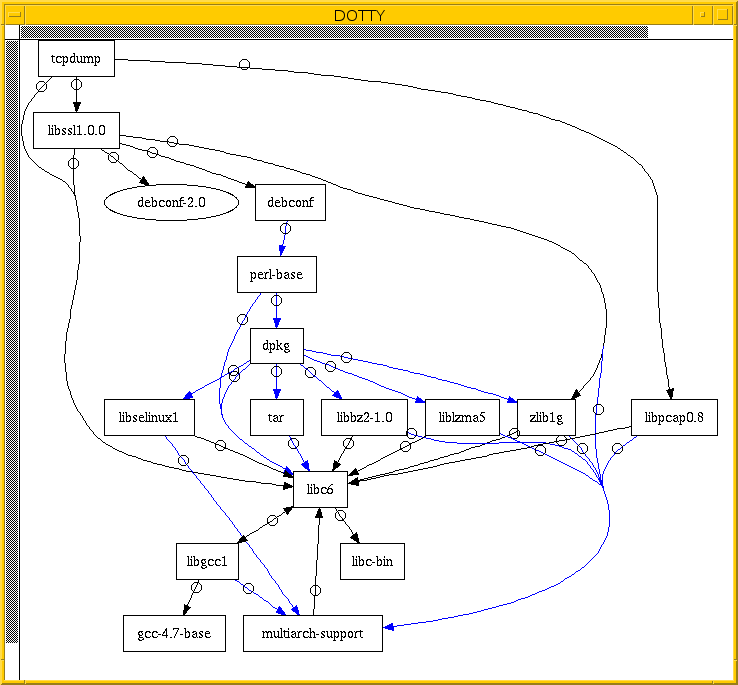 DOTTY
tcpdump
libssl1.0.0
debconf-2.0
debconf
perl-base
dpkg
libselinux1
tar
libbz2-1.0
liblzma5
zlib1g
libpcap0.8
libc6
libgcc1
libc-bin
gcc-4.7-base
multiarch-support